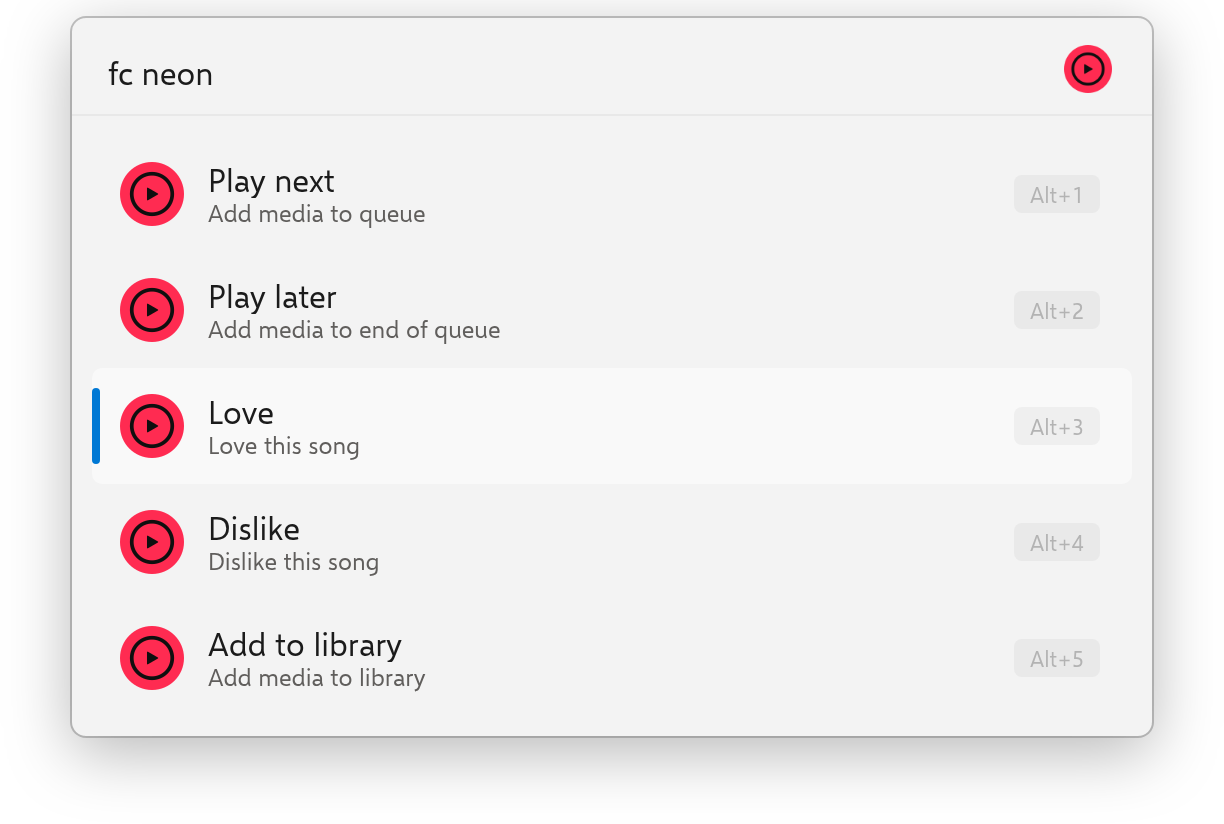 fc neon
Play next
Add media to queue
Alt+1
Play later
Add media to end of queue
Alt+2
Love
Love this song
Alt+3
Dislike
Dislike this song
Alt+4
Add to library
Add media to library
Alt+5